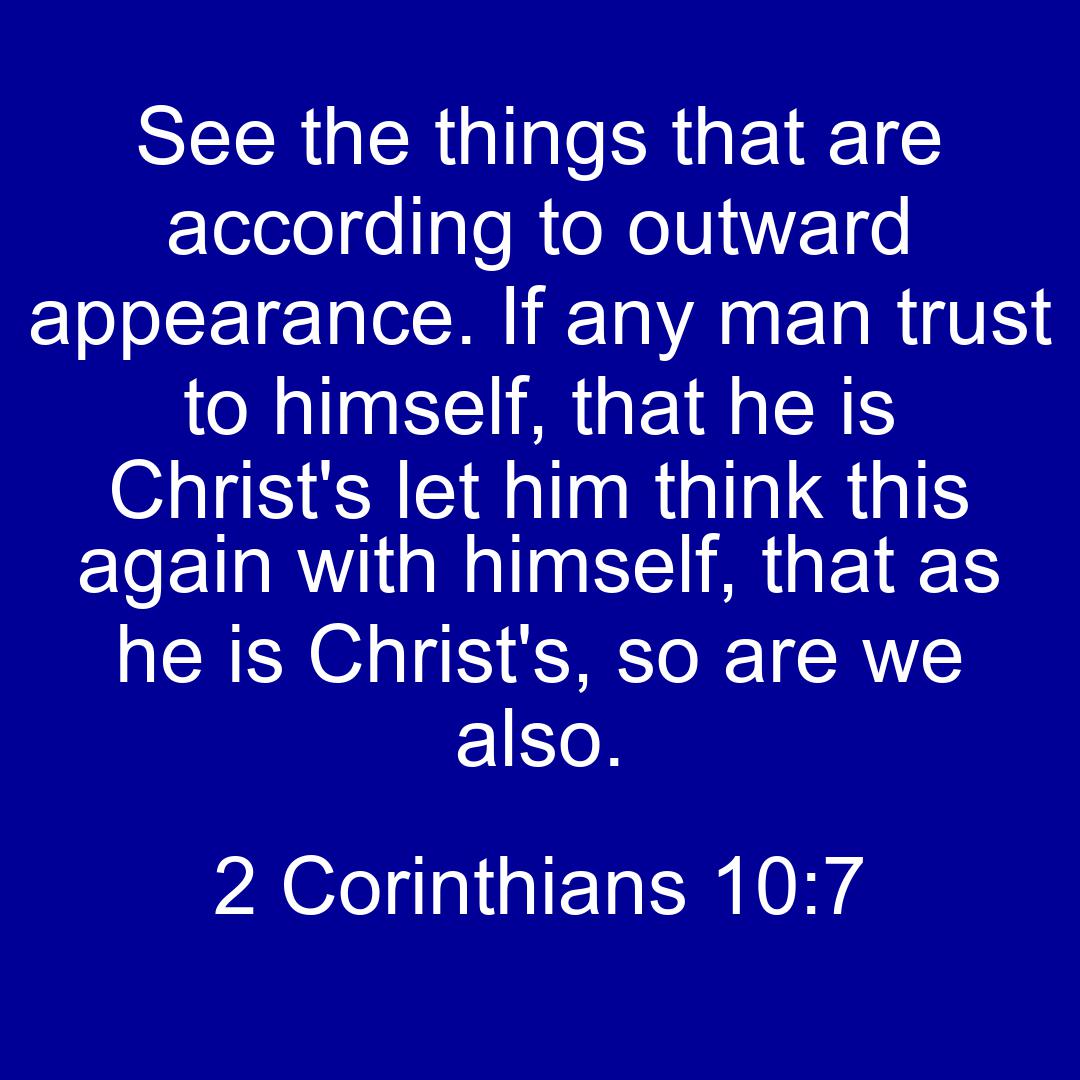 See the things that are
according to outward
appearance. If any man trust
to himself, that he is
Christ's let him think this
again with himself, that as
he is Christ's, so are we
also.
2 Corinthians 10:7